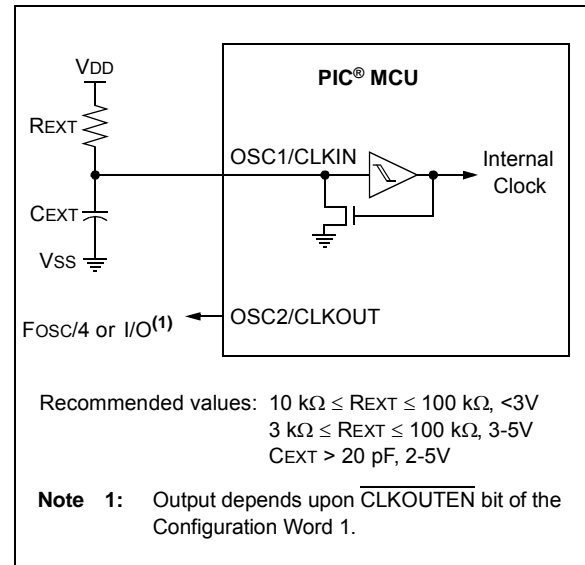 VDD
PIC® MCU
REXT
OSC1/CLKIN
Internal
Clock
CEXT
VSS
OSC2/CLKOUT
FOSC/4 or I/O(1)
Recommended values: 10 kΩ ≤ REXT ≤ 100 kΩ, <3V
3 kΩ ≤ REXT ≤ 100 kΩ, 3-5V
CEXT > 20 pF, 2-5V
Note 1: Output depends upon CLKOUTEN bit of the
Configuration Word 1.